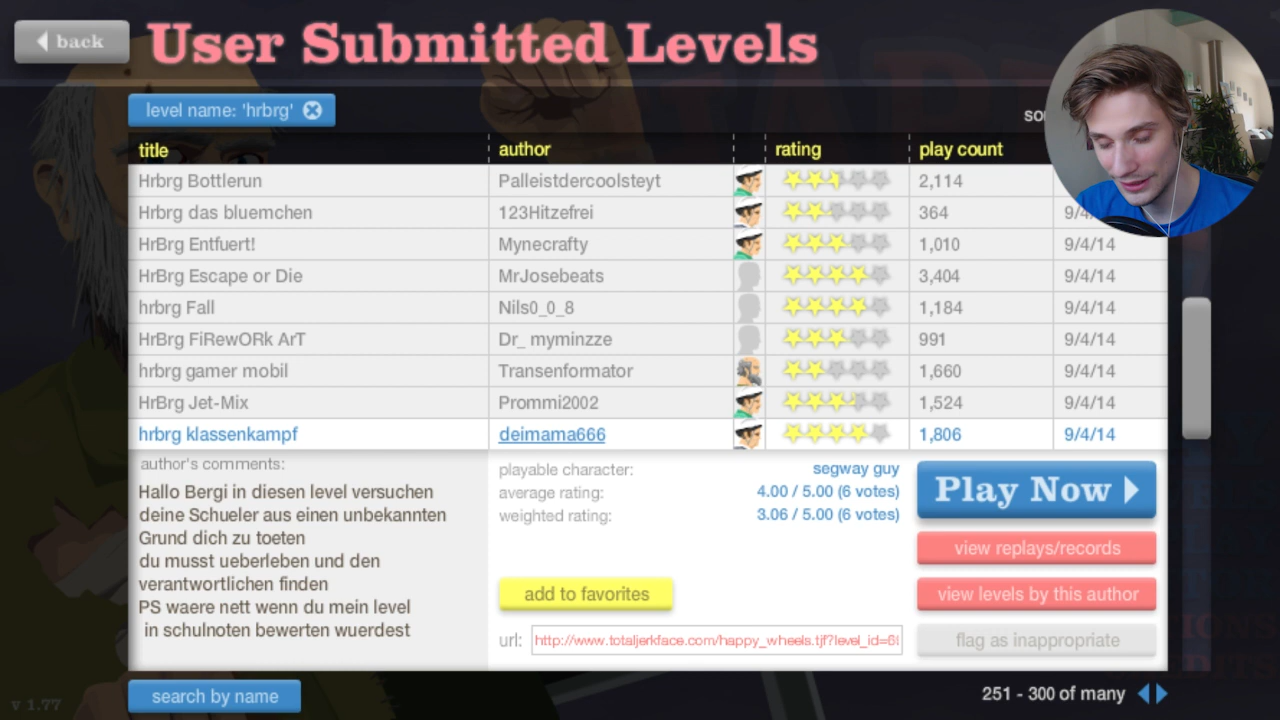 back
User Submitted Levels
level name: 'hrbrg'
title author rating play count
Hrbrg Bottlerun Palleistdercoolsteyt 2,114
Hrbrg das bluemchen 123Hitzefrei 364
HrBrg Entfuert! Mynecrafty 1,010 9/4/14
HrBrg Escape or Die MrJosebeats 3,404 9/4/14
hrbrg Fall Nils0_0_8 1,184 9/4/14
HrBrg FiRewORk ArT Dr_ myminzze 991 9/4/14
hrbrg gamer mobil Transenformator 1,660 9/4/14
HrBrg Jet-Mix Prommi2002 1,524 9/4/14
hrbrg klassenkampf deimama666 1,806 9/4/14
author's comments:
Hallo Bergi in diesen level versuchen
deine Schueler aus einen unbekannten
Grund dich zu toeten
du musst ueberleben und den
verantwortlichen finden
PS waere nett wenn du mein level
in schulnoten bewerten wuerdest
playable character: segway guy
average rating: 4.00 / 5.00 (6 votes)
weighted rating: 3.06 / 5.00 (6 votes)
add to favorites
url: http://www.totaljerkface.com/happy_wheels.tjf?level_id=6
Play Now
view replays/records
view levels by this author
flag as inappropriate
v 1.77
search by name
251 - 300 of many